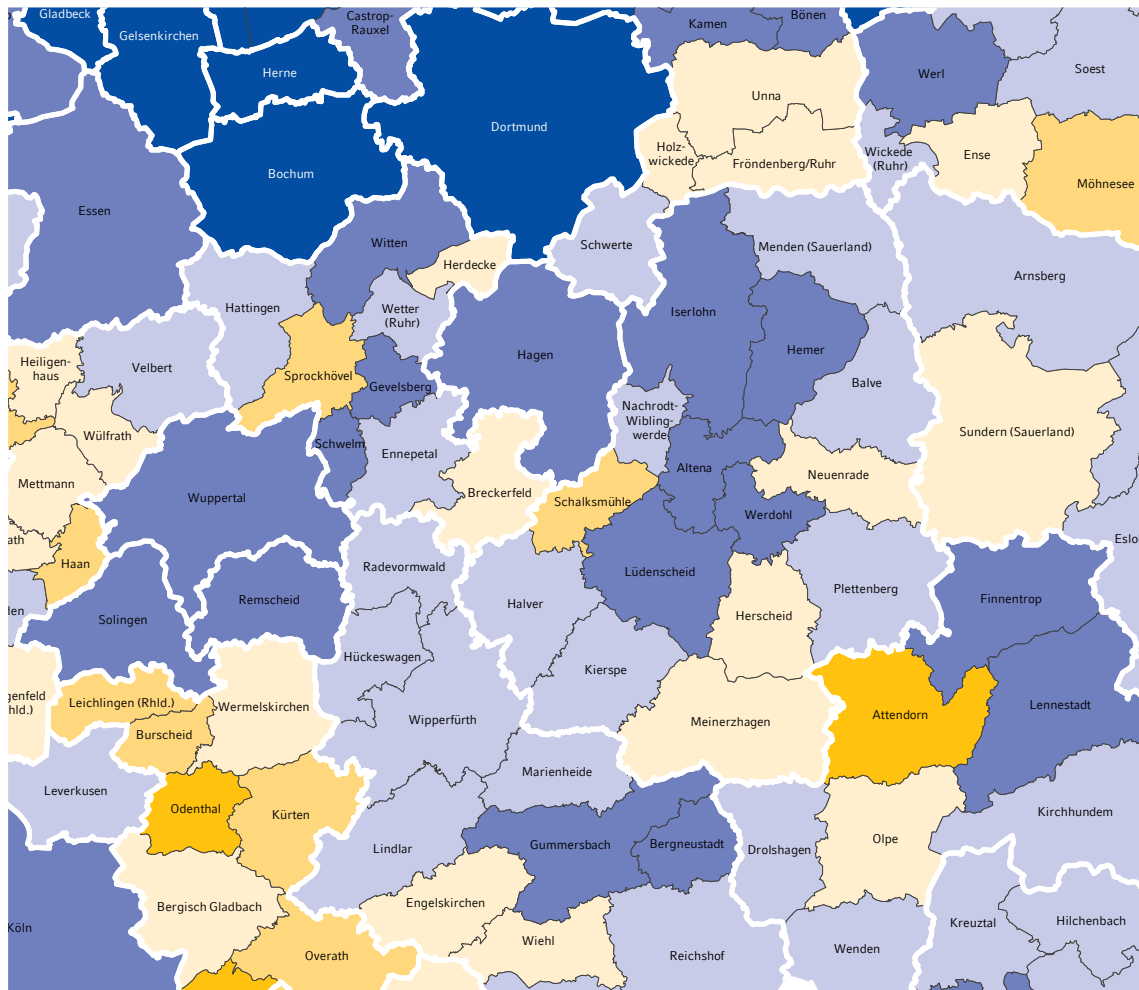 Gladbeck
Gelsenkirchen
Castrop-
Rauxel
Kamen
Bönen
Herne
Werl
Soest
Unna
Dortmund
Holz-
wickede
Fröndenberg/Ruhr
Wickede
(Ruhr)
Ense
Bochum
Möhnesee
Essen
Witten
Schwerte
Menden (Sauerland)
Herdecke
Arnsberg
Hattingen
Wetter
(Ruhr)
Iserlohn
Heiligen-
haus
Velbert
Hagen
Hemer
Sprockhövel
Gevelsberg
Balve
Nachrodt-
Wibling-
werde
Wülfrath
Schwelm
Ennepetal
Sundern (Sauerland)
Altena
Neuenrade
Mettmann
Wuppertal
Breckerfeld
Schalksmühle
Werdohl
ath
Eslo
Haan
Radevormwald
Lüdenscheid
Plettenberg
Finnentrop
len
Solingen
Remscheid
Halver
Herscheid
Hückeswagen
Kierspe
genfeld
hld.)
Leichlingen (Rhld.)
Wermelskirchen
Wipperfürth
Meinerzhagen
Attendorn
Lennestadt
Burscheid
Leverkusen
Marienheide
Odenthal
Kürten
Kirchhundem
Lindlar
Gummersbach
Bergneustadt
Drolshagen
Olpe
Bergisch Gladbach
Engelskirchen
Köln
Kreuztal
Hilchenbach
Wiehl
Overath
Reichshof
Wenden